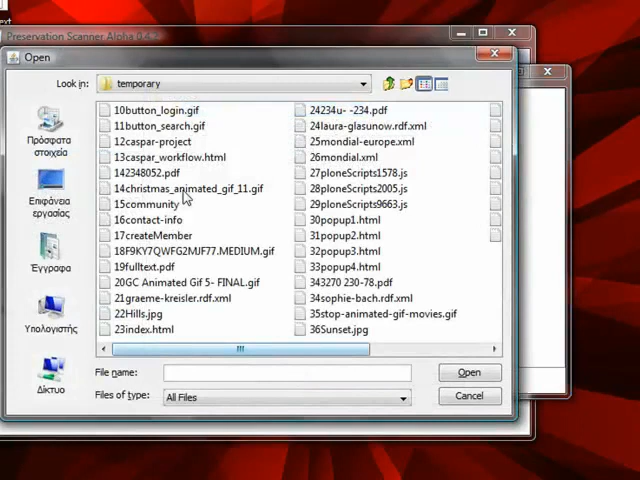 Preservation Scanner Alpha 0.4.2
Open
Look in:
temporary
Πρόσφατα
στοιχεία
Επιφάνεια
εργασίας
Έγγραφα
Υπολογιστής
Δίκτυο
10button_login.gif
11button_search.gif
12caspar-project
13caspar_workflow.html
142348052.pdf
14christmas_animated_gif_11.gif
15community
16contact-info
17createMember
18F9KY7QWFG2MJF77.MEDIUM.gif
19fulltext.pdf
20GC Animated Gif 5- FINAL.gif
21graeme-kreisler.rdf.xml
22Hills.jpg
23index.html
24234u- -234.pdf
24laura-glasunow.rdf.xml
25mondial-europe.xml
26mondial.xml
27ploneScripts1578.js
28ploneScripts2005.js
29ploneScripts9663.js
30popup1.html
31popup2.html
32popup3.html
33popup4.html
343270 230-78.pdf
34sophie-bach.rdf.xml
35stop-animated-gif-movies.gif
36Sunset.jpg
File name:
Open
Files of type:
All Files
Cancel